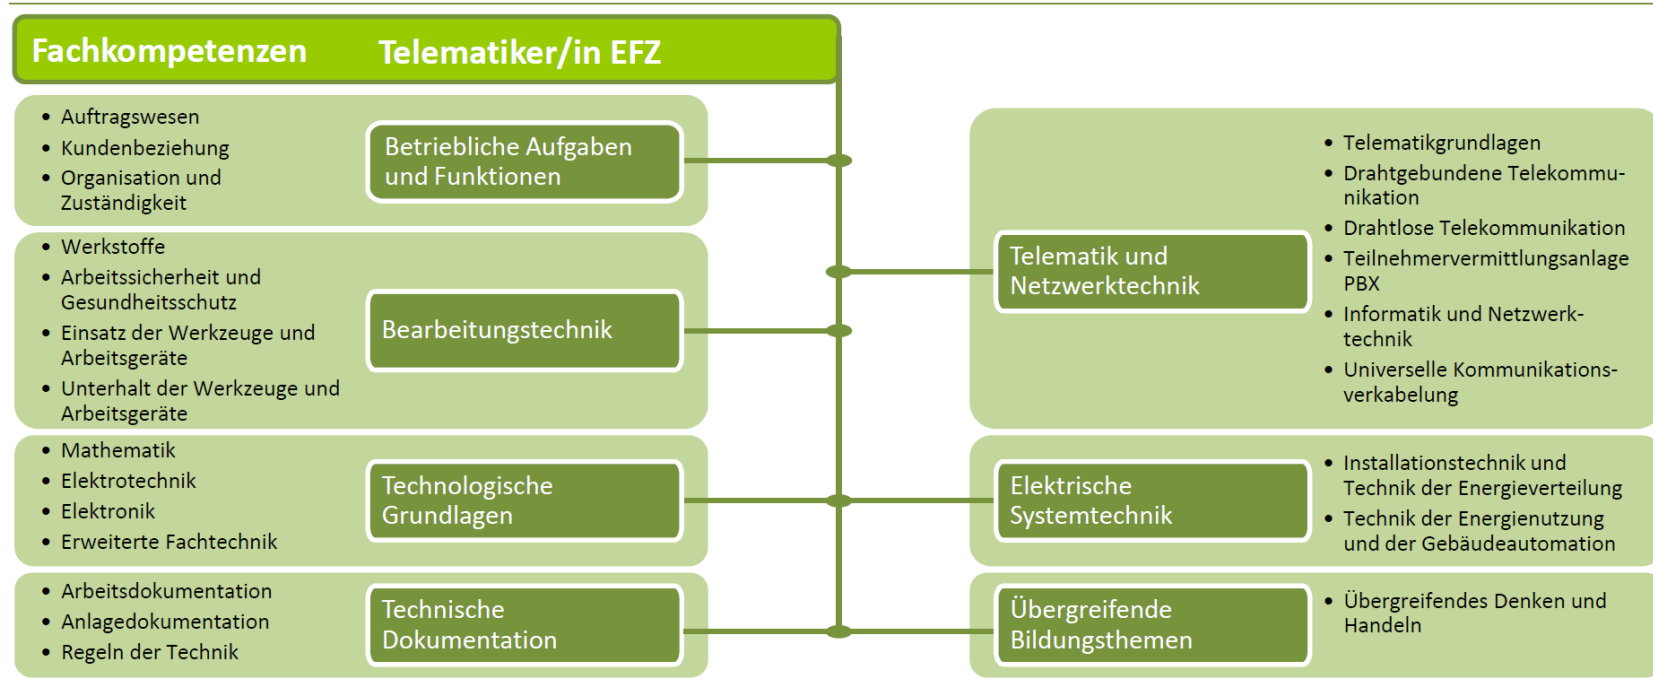 Fachkompetenzen Telematiker/in EFZ
• Auftragswesen
• Kundenbeziehung
• Organisation und
Zuständigkeit
Betriebliche Aufgaben
und Funktionen
• Werkstoffe
• Arbeitssicherheit und
Gesundheitsschutz
• Einsatz der Werkzeuge und
Arbeitsgeräte
• Unterhalt der Werkzeuge und
Arbeitsgeräte
Bearbeitungstechnik
• Mathematik
• Elektrotechnik
• Elektronik
• Erweiterte Fachtechnik
Technologische
Grundlagen
• Arbeitsdokumentation
• Anlagedokumentation
• Regeln der Technik
Technische
Dokumentation
Telematik und
Netzwerktechnik
• Telematikgrundlagen
• Drahtgebundene Telekommu-
nikation
• Drahtlose Telekommunikation
• Teilnehmervermittlungsanlage
PBX
• Informatik und Netzwerk-
technik
• Universelle Kommunikations-
verkabelung
Elektrische
Systemtechnik
• Installationstechnik und
Technik der Energieverteilung
• Technik der Energienutzung
und der Gebäudeautomation
Übergreifende
Bildungsthemen
• Übergreifendes Denken und
Handeln